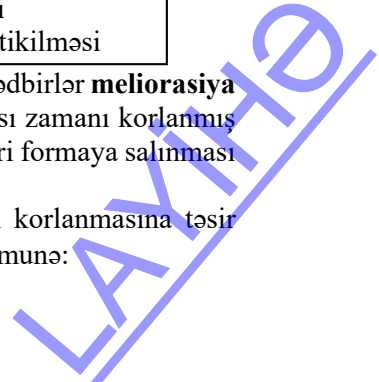 tikilməsi
ədbirlər meliorasiya
sı zamanı korlanmış
ri formaya salınması
korlanmasına təsir
munə:
LAYİHƏ